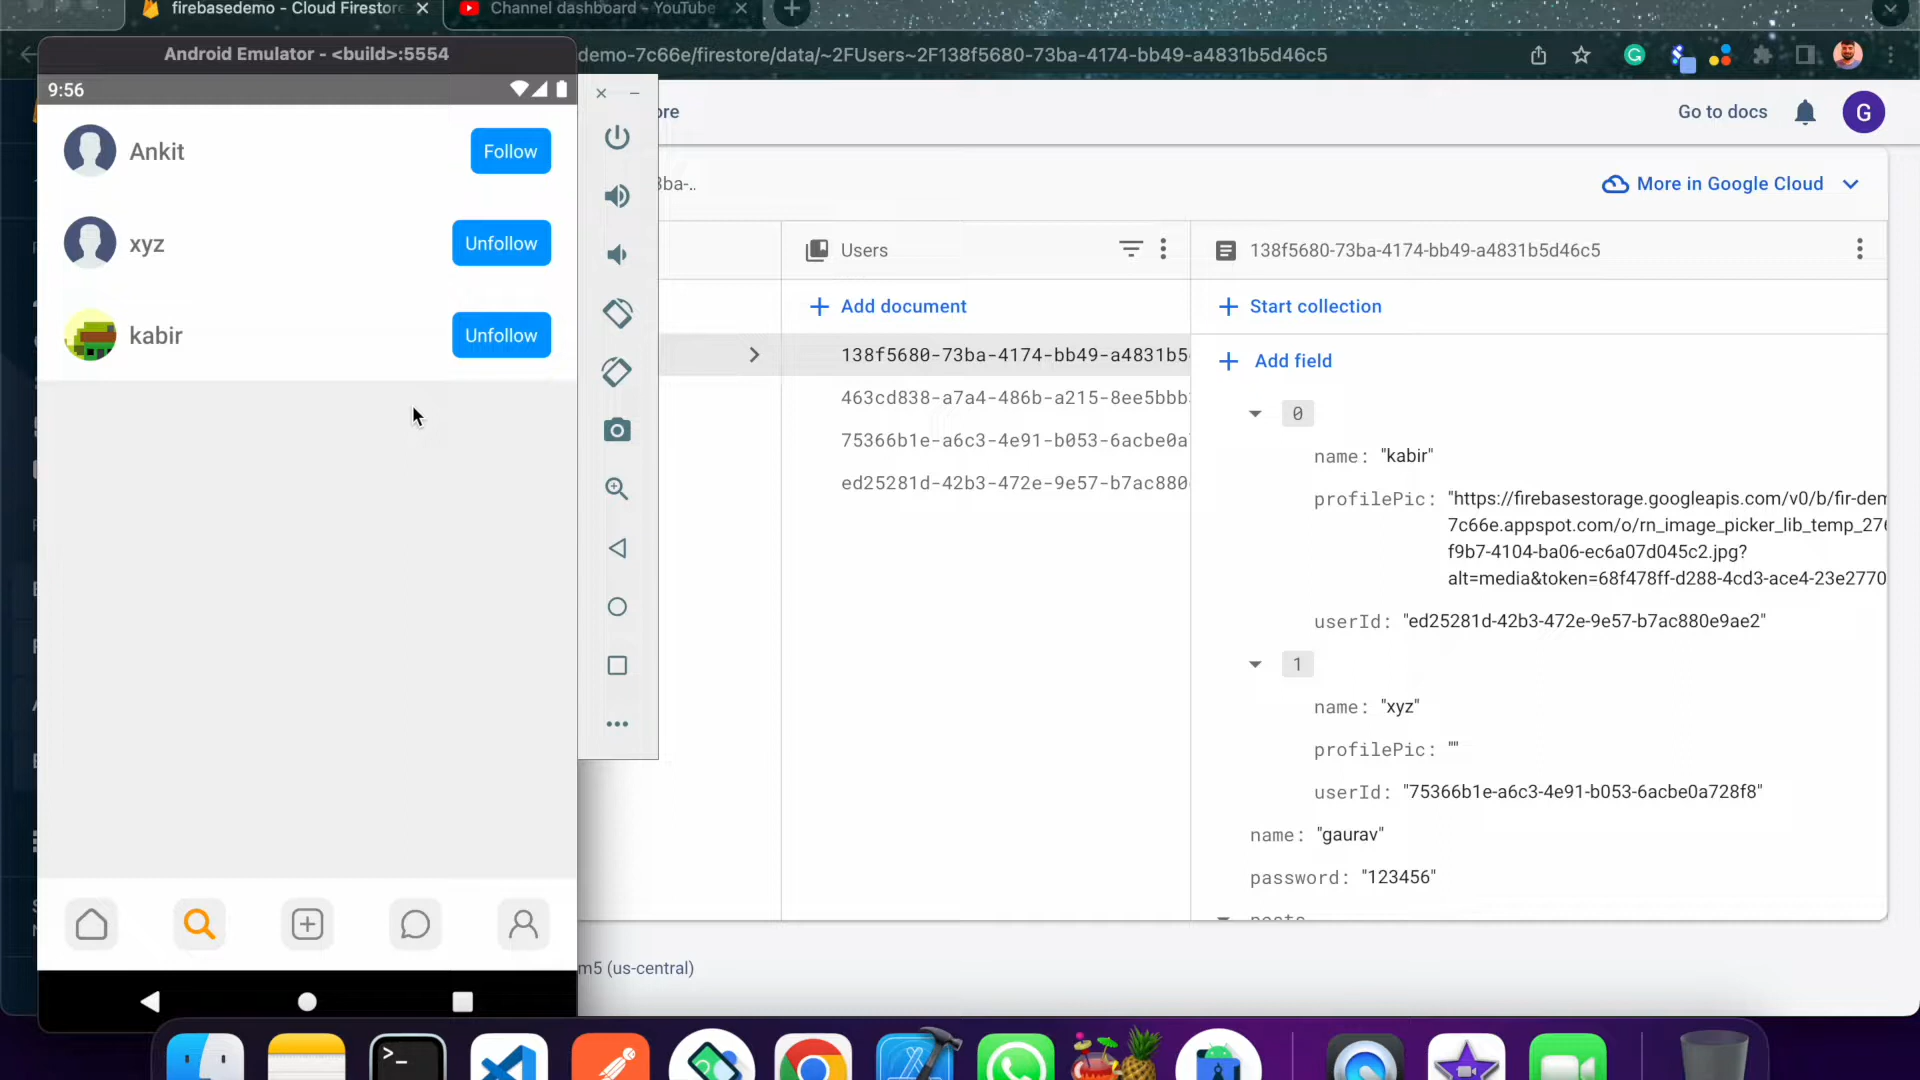 firebasedemo - Cloud Firestore
Channel dashboard - YouTube
Android Emulator - <build>:5554
demo-7c66e/firestore/data/~2FUsers~2F138f5680-73ba-4174-bb49-a4831b5d46c5
9:56
Ankit
Follow
xyz
Unfollow
kabir
Unfollow
ore
Go to docs
G
3ba-..
More in Google Cloud
Users
138f5680-73ba-4174-bb49-a4831b5d46c5
Add document
Start collection
138f5680-73ba-4174-bb49-a4831b5
463cd838-a7a4-486b-a215-8ee5bbb
75366b1e-a6c3-4e91-b053-6acbe0a
ed25281d-42b3-472e-9e57-b7ac880
Add field
0
name: "kabir"
profilePic: "https://firebasestorage.googleapis.com/v0/b/fir-dem
7c66e.appspot.com/o/rn_image_picker_lib_temp_276
f9b7-4104-ba06-ec6a07d045c2.jpg?
alt=media&token=68f478ff-d288-4cd3-ace4-23e2770
userId: "ed25281d-42b3-472e-9e57-b7ac880e9ae2"
1
name: "xyz"
profilePic: ""
userId: "75366b1e-a6c3-4e91-b053-6acbe0a728f8"
name: "gaurav"
password: "123456"
posts
m5 (us-central)